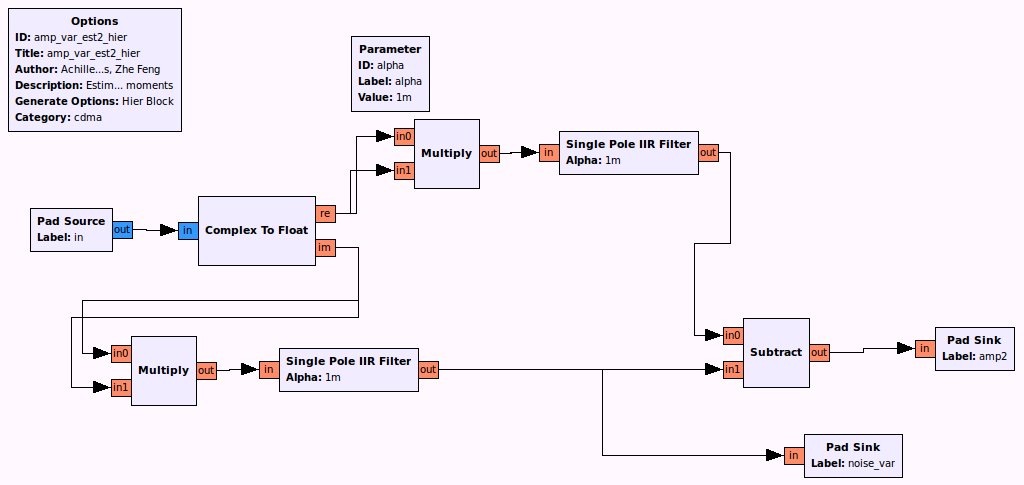 Options
ID: amp_var_est2_hier
Title: amp_var_est2_hier
Author: Achille...s, Zhe Feng
Description: Estim... moments
Generate Options: Hier Block
Category: cdma
Parameter
ID: alpha
Label: alpha
Value: 1m
in0
in1
Multiply
out
in
Single Pole IIR Filter
Alpha: 1m
out
Pad Source
Label: in
out
in
Complex To Float
re
im
in0
in1
Multiply
out
in
Single Pole IIR Filter
Alpha: 1m
out
in0
in1
Subtract
out
in
Pad Sink
Label: amp2
in
Pad Sink
Label: noise_var